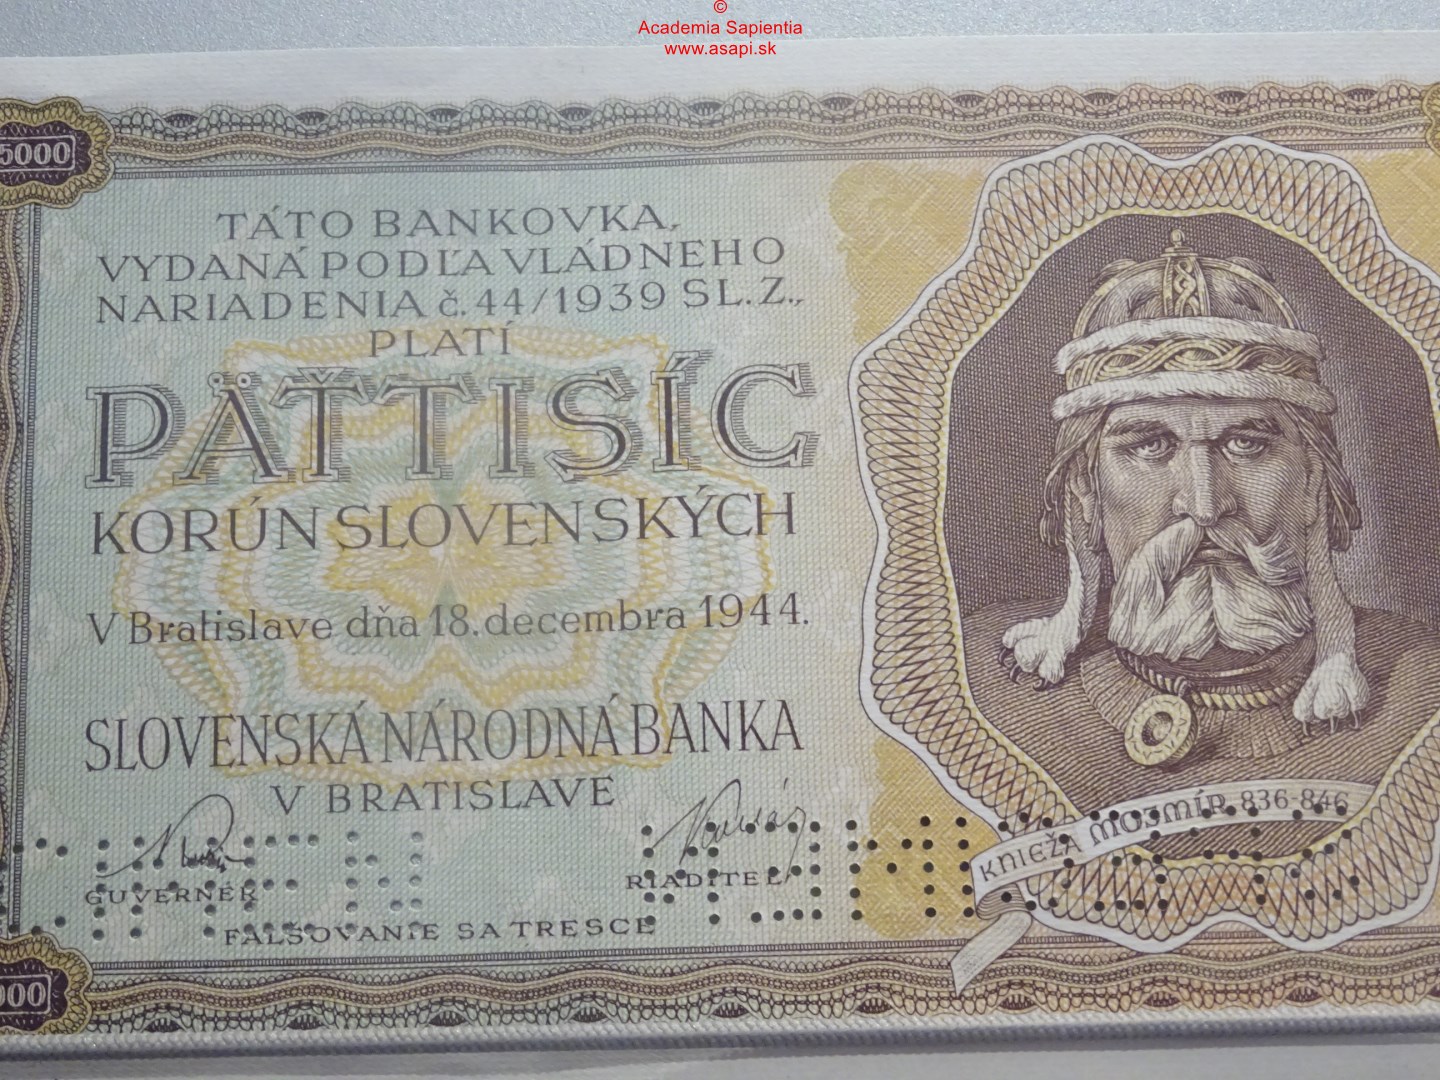 ©
Academia Sapientia
www.asapi.sk
5000
TÁTO BANKOVKA,
VYDANÁ PODĽA VLÁDNEHO
NARIADENIA č. 44/1939 SL. Z.,
PLATÍ
PÄŤTISÍC
KORÚN SLOVENSKÝCH
V Bratislave dňa 18. decembra 1944.
SLOVENSKÁ NÁRODNÁ BANKA
V BRATISLAVE
GUVERNÉR
RIADITEĽ
FALŠOVANIE SA TRESCE
KNIEŽA MOJMÍR 836-846
000